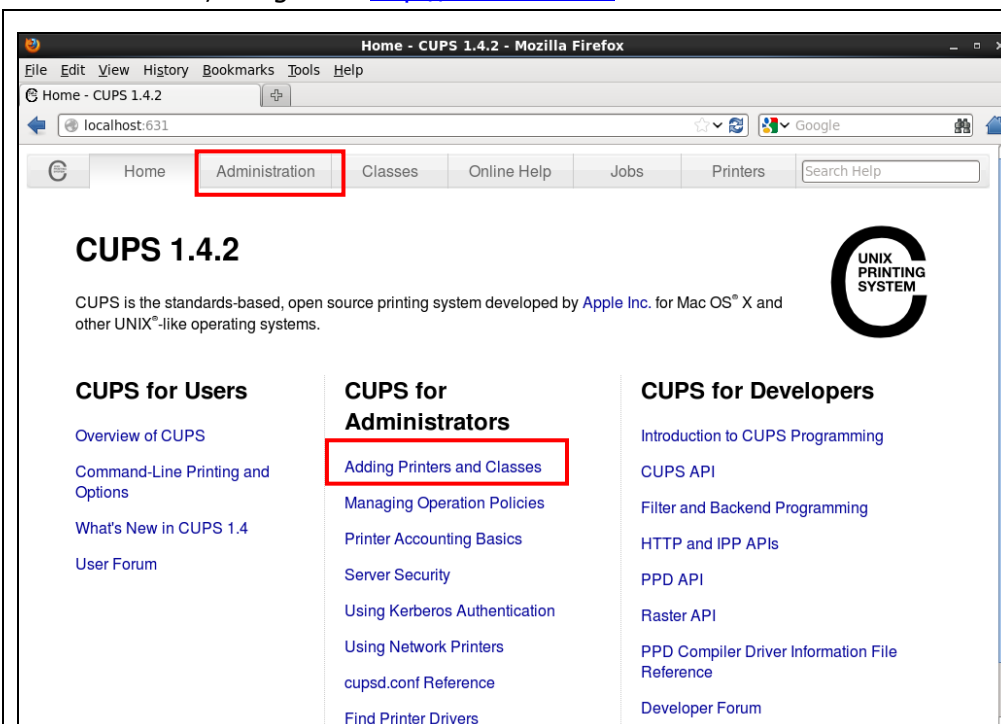 Home - CUPS 1.4.2 - Mozilla Firefox
File Edit View History Bookmarks Tools Help
Home - CUPS 1.4.2
localhost:631
Google
Home Administration Classes Online Help Jobs Printers Search Help
CUPS 1.4.2
CUPS is the standards-based, open source printing system developed by Apple Inc. for Mac OS® X and
other UNIX®-like operating systems.
UNIX
PRINTING
SYSTEM
CUPS for Users
Overview of CUPS
Command-Line Printing and
Options
What's New in CUPS 1.4
User Forum
CUPS for
Administrators
Adding Printers and Classes
Managing Operation Policies
Printer Accounting Basics
Server Security
Using Kerberos Authentication
Using Network Printers
cupsd.conf Reference
Find Printer Drivers
CUPS for Developers
Introduction to CUPS Programming
CUPS API
Filter and Backend Programming
HTTP and IPP APIs
PPD API
Raster API
PPD Compiler Driver Information File
Reference
Developer Forum